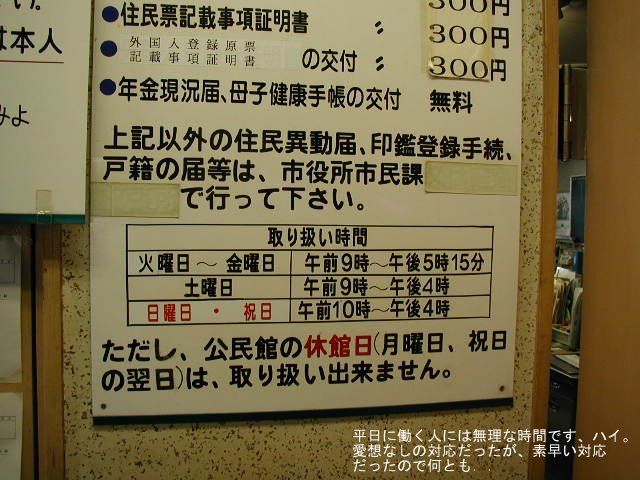 てい。
は本人
みよ
●住民票記載事項証明書 〃 300円
300円
外国人登録原票
記載事項証明書 の交付 〃 300円
●年金現況届、母子健康手帳の交付 無料
上記以外の住民異動届、印鑑登録手続、
戸籍の届等は、市役所市民課
で行って下さい。
取り扱い時間
火曜日～金曜日 午前9時～午後5時15分
土曜日 午前9時～午後4時
日曜日・祝日 午前10時～午後4時
ただし、公民館の休館日(月曜日、祝日
の翌日)は、取り扱い出来ません。
平日に働く人には無理な時間です、ハイ。
愛想なしの対応だったが、素早い対応
だったので何とも．